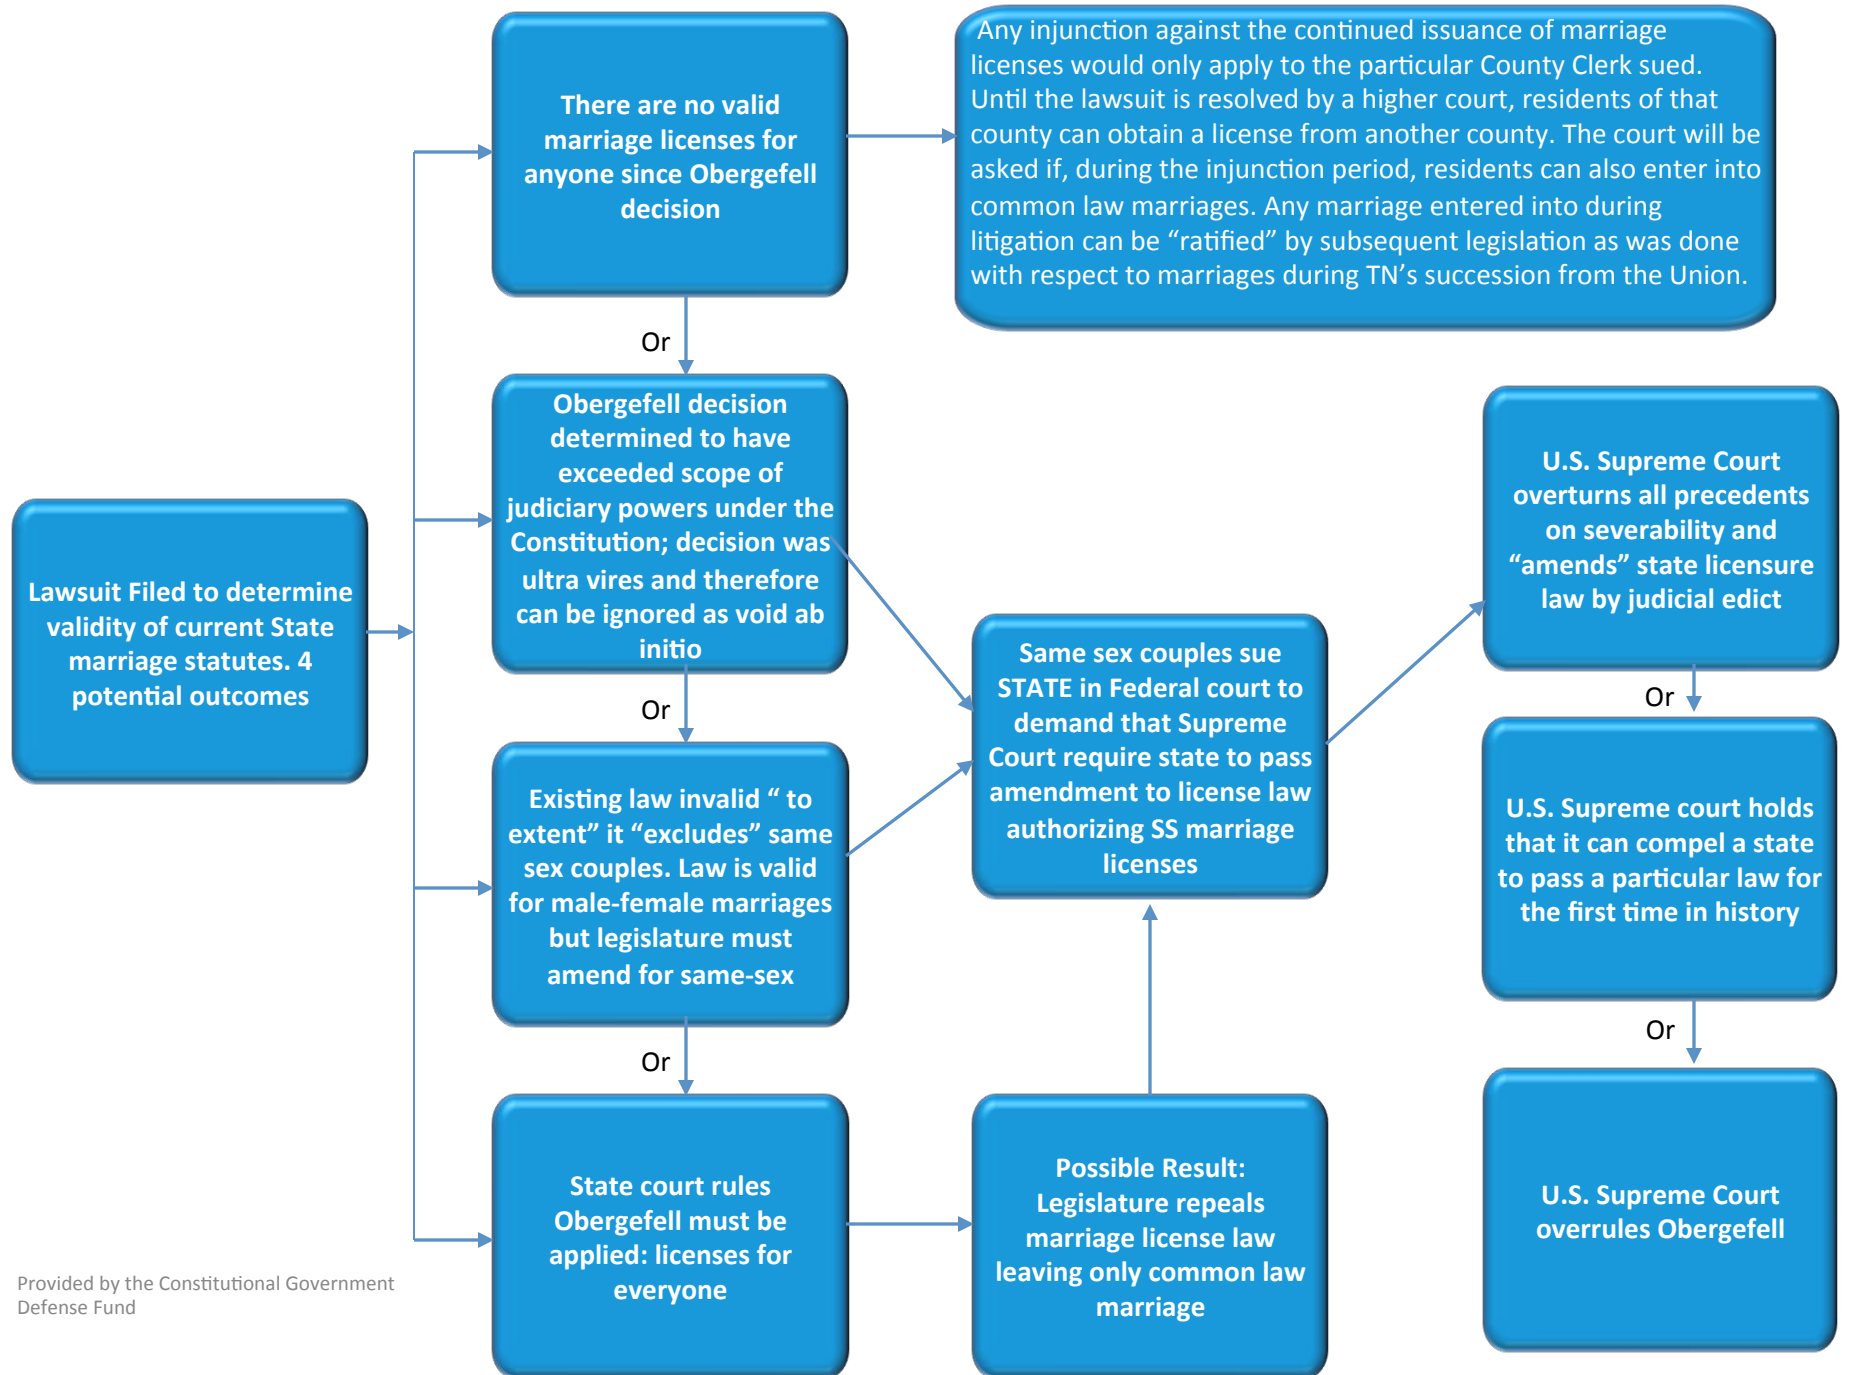 There are no valid
marriage licenses for
anyone since Obergefell
decision
Any injunction against the continued issuance of marriage
licenses would only apply to the particular County Clerk sued.
Until the lawsuit is resolved by a higher court, residents of that
county can obtain a license from another county. The court will be
asked if, during the injunction period, residents can also enter into
common law marriages. Any marriage entered into during
litigation can be “ratified” by subsequent legislation as was done
with respect to marriages during TN’s succession from the Union.
Or
Obergefell decision
determined to have
exceeded scope of
judiciary powers under the
Constitution; decision was
ultra vires and therefore
can be ignored as void ab
initio
U.S. Supreme Court
overturns all precedents
on severability and
“amends” state licensure
law by judicial edict
Lawsuit Filed to determine
validity of current State
marriage statutes. 4
potential outcomes
Same sex couples sue
STATE in Federal court to
demand that Supreme
Court require state to pass
amendment to license law
authorizing SS marriage
licenses
Or
Or
Existing law invalid “ to
extent” it “excludes” same
sex couples. Law is valid
for male-female marriages
but legislature must
amend for same-sex
U.S. Supreme court holds
that it can compel a state
to pass a particular law for
the first time in history
Or
Or
State court rules
Obergefell must be
applied: licenses for
everyone
Possible Result:
Legislature repeals
marriage license law
leaving only common law
marriage
U.S. Supreme Court
overrules Obergefell
Provided by the Constitutional Government
Defense Fund